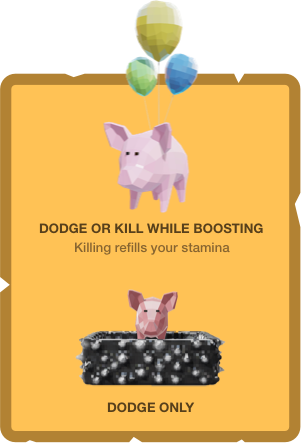 DODGE OR KILL WHILE BOOSTING
Killing refills your stamina
DODGE ONLY